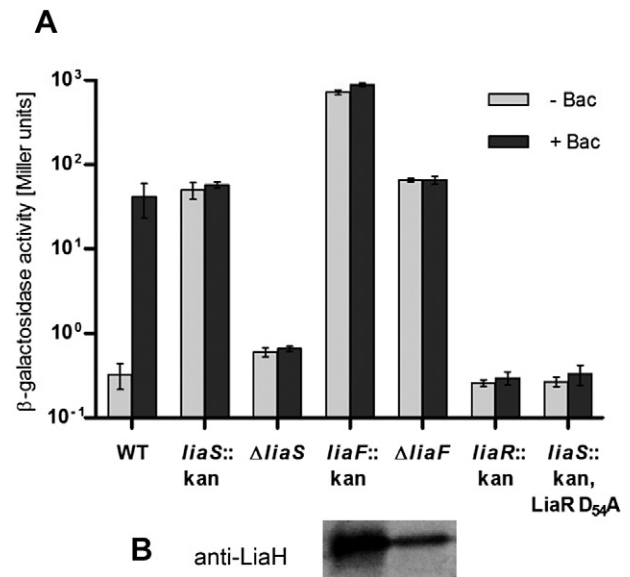 A
β-galactosidase activity [Miller units]
10³
10²
10¹
10⁰
10⁻¹
- Bac
+ Bac
WT
liaS::
kan
ΔliaS
liaF::
kan
ΔliaF
liaR::
kan
liaS::
kan,
LiaR D₅₄A
B
anti-LiaH